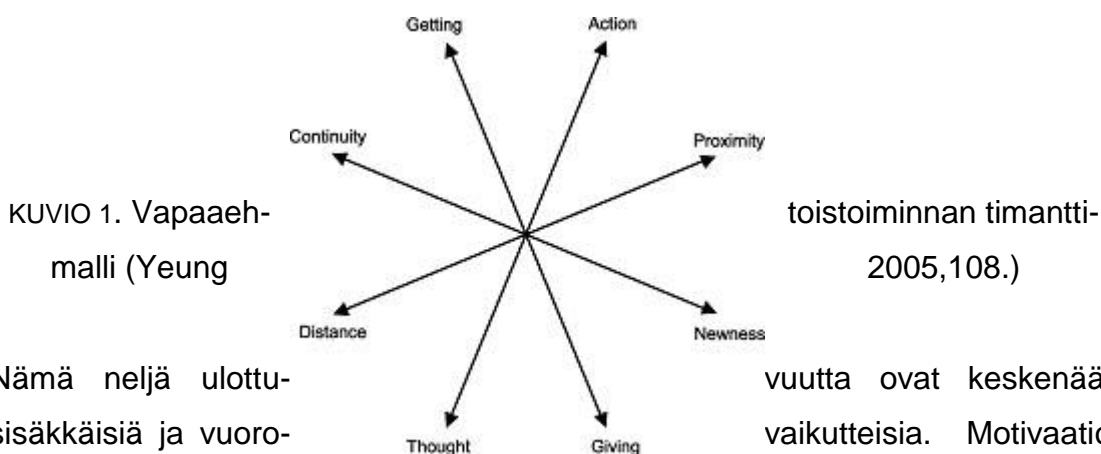 Getting Action
Continuity Proximity
KUVIO 1. Vapaaeh- toistoiminnan timantti-
malli (Yeung 2005,108.)
Distance Newness
Nämä neljä ulottu- vuutta ovat keskenää
sisäkkäisiä ja vuoro- vaikutteisia. Motivaatio
Thought Giving